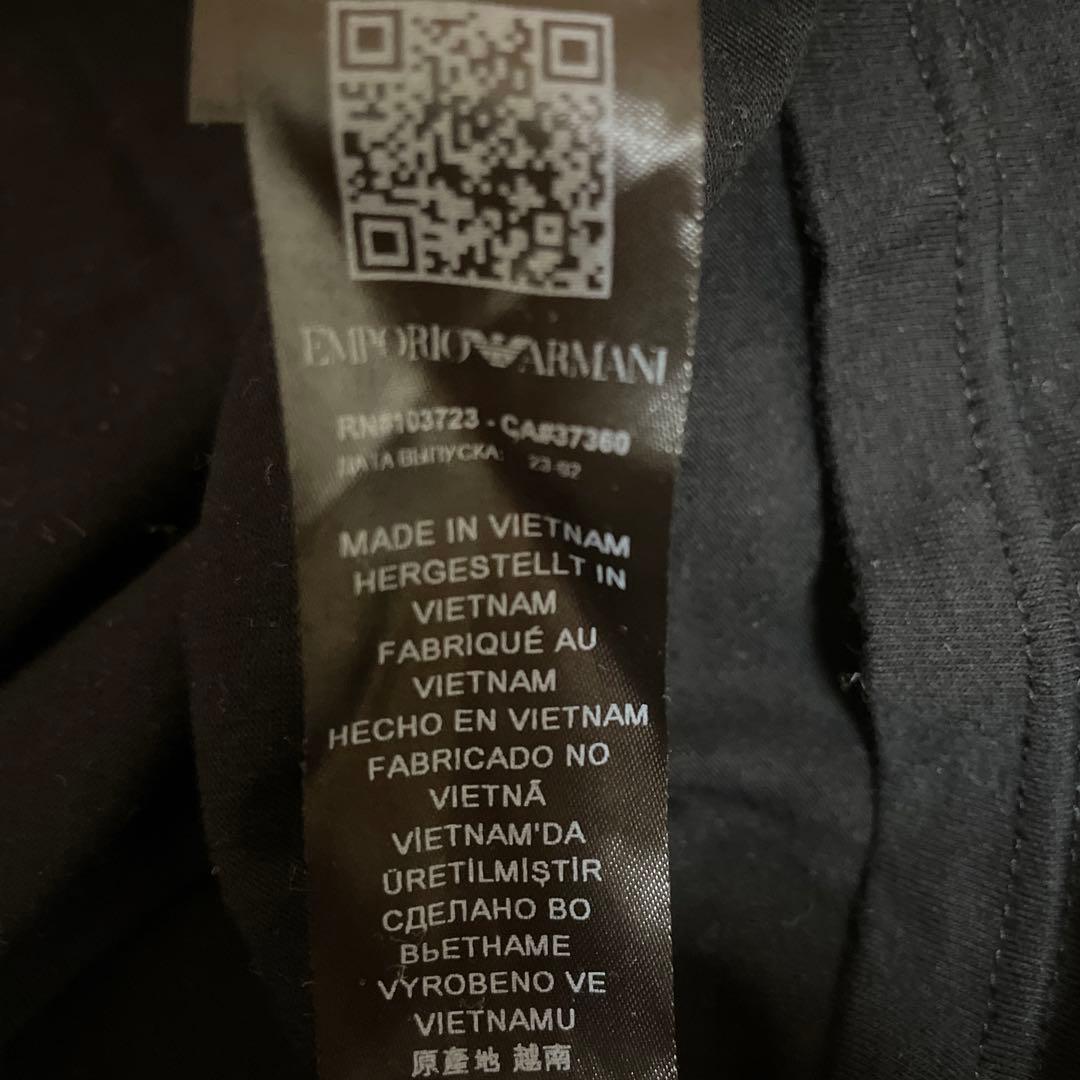 EMPORIO ARMANI
RN#103723 - CA#37360
ДАТА ВЫПУСКА: 23-02
MADE IN VIETNAM
HERGESTELLT IN
VIETNAM
FABRIQUÉ AU
VIETNAM
HECHO EN VIETNAM
FABRICADO NO
VIETNÃ
VİETNAM'DA
ÜRETİLMİŞTİR
СДЕЛАНО ВО
ВЬЕТНАМЕ
VYROBENO VE
VIETNAMU
原產地 越南